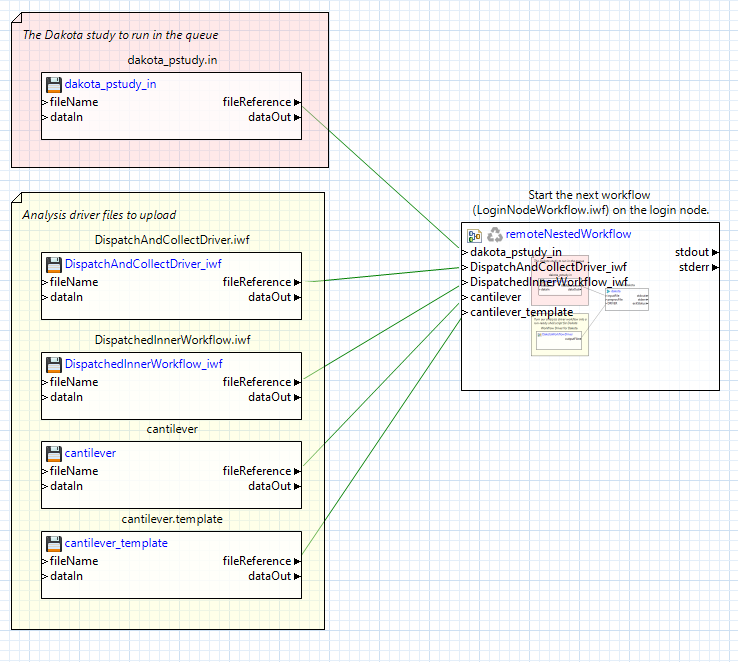 The Dakota study to run in the queue
dakota_pstudy.in
dakota_pstudy_in
>fileName fileReference
>dataIn dataOut
Analysis driver files to upload
DispatchAndCollectDriver.iwf
DispatchAndCollectDriver_iwf
>fileName fileReference
>dataIn dataOut
DispatchedInnerWorkflow.iwf
DispatchedInnerWorkflow_iwf
>fileName fileReference
>dataIn dataOut
cantilever
cantilever
>fileName fileReference
>dataIn dataOut
cantilever.template
cantilever_template
>fileName fileReference
>dataIn dataOut
Start the next workflow
(LoginNodeWorkflow.iwf) on the login node.
remoteNestedWorkflow
>dakota_pstudy_in stdout
>DispatchAndCollectDriver_iwf stderr
>DispatchedInnerWorkflow_iwf
>cantilever
>cantilever_template